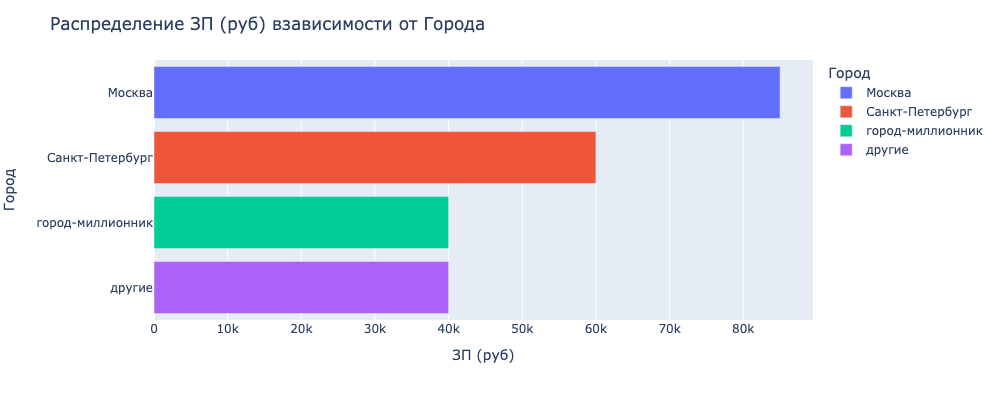 Распределение ЗП (руб) взависимости от Города
Город
Москва
Санкт-Петербург
город-миллионник
другие
0 10k 20k 30k 40k 50k 60k 70k 80k
ЗП (руб)
Город
Москва
Санкт-Петербург
город-миллионник
другие